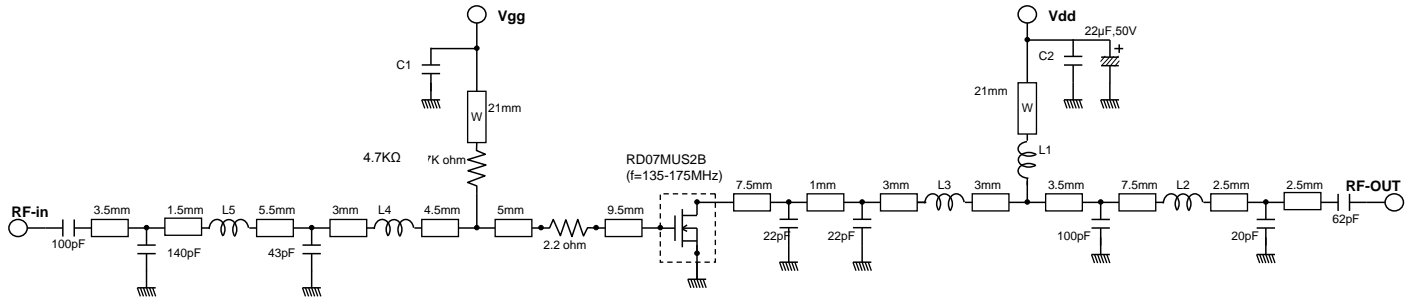 Vgg
C1
21mm
W
4.7KΩ
K ohm
RF-in
100pF
3.5mm
140pF
1.5mm
L5
5.5mm
43pF
3mm
L4
4.5mm
5mm
2.2 ohm
9.5mm
RD07MUS2B
(f=135-175MHz)
7.5mm
22pF
1mm
22pF
3mm
L3
3mm
Vdd
22µF,50V
+
C2
21mm
W
L1
3.5mm
100pF
7.5mm
L2
2.5mm
20pF
2.5mm
62pF
RF-OUT